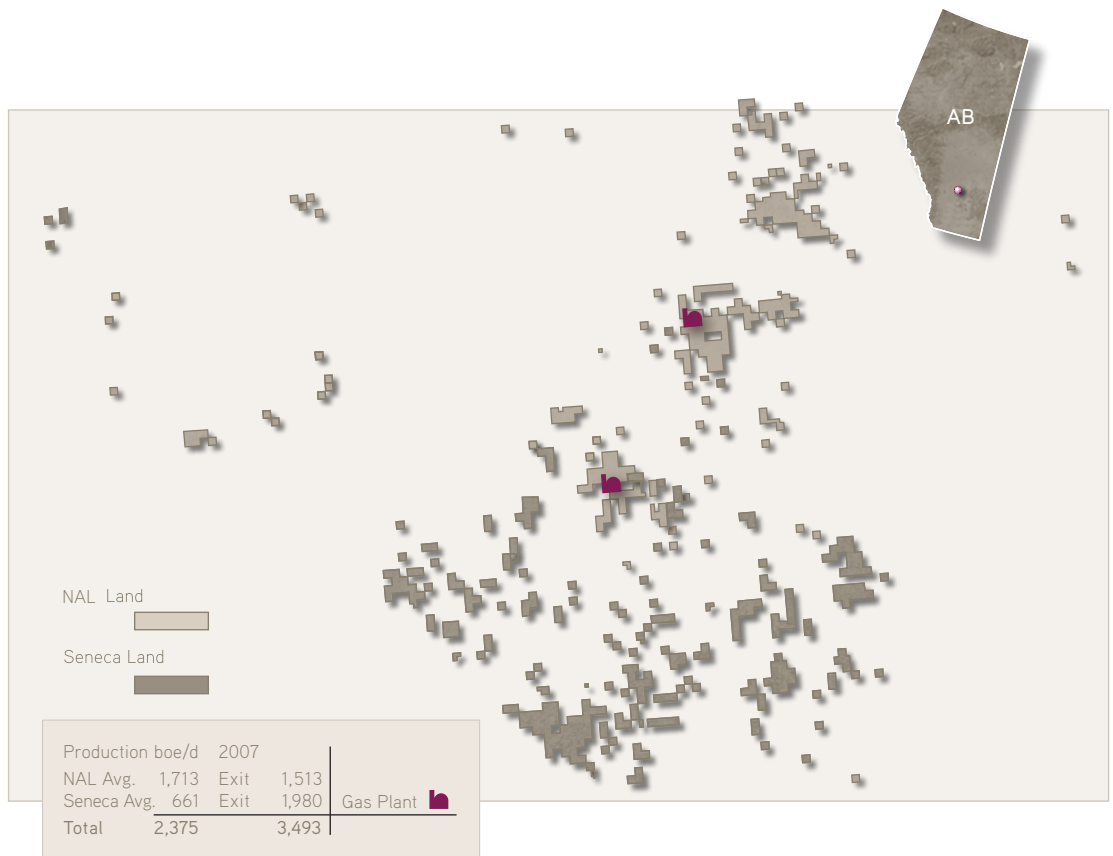 AB
NAL Land
Seneca Land
Production boe/d 2007
NAL Avg. 1,713 Exit 1,513
Seneca Avg. 661 Exit 1,980 Gas Plant
Total 2,375 3,493